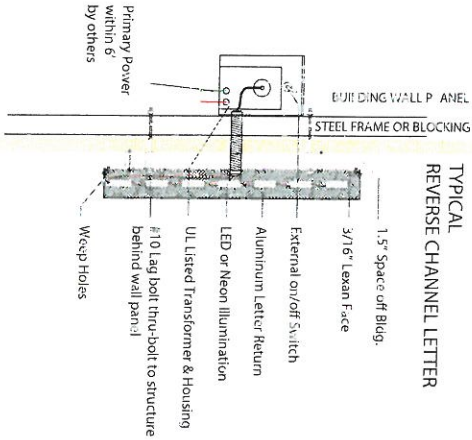 TYPICAL
REVERSE CHANNEL LETTER
BUILDING WALL PANEL
STEEL FRAME OR BLOCKING
1.5" Space off Bldg.
3/16" Lexan Face
External on/off Switch
Aluminum Letter Return
LED or Neon Illumination
UL Listed Transformer & Housing
#10 Lag bolt thru-bolt to structure
behind wall panel
Weep Holes
Primary Power
within 6'
by others